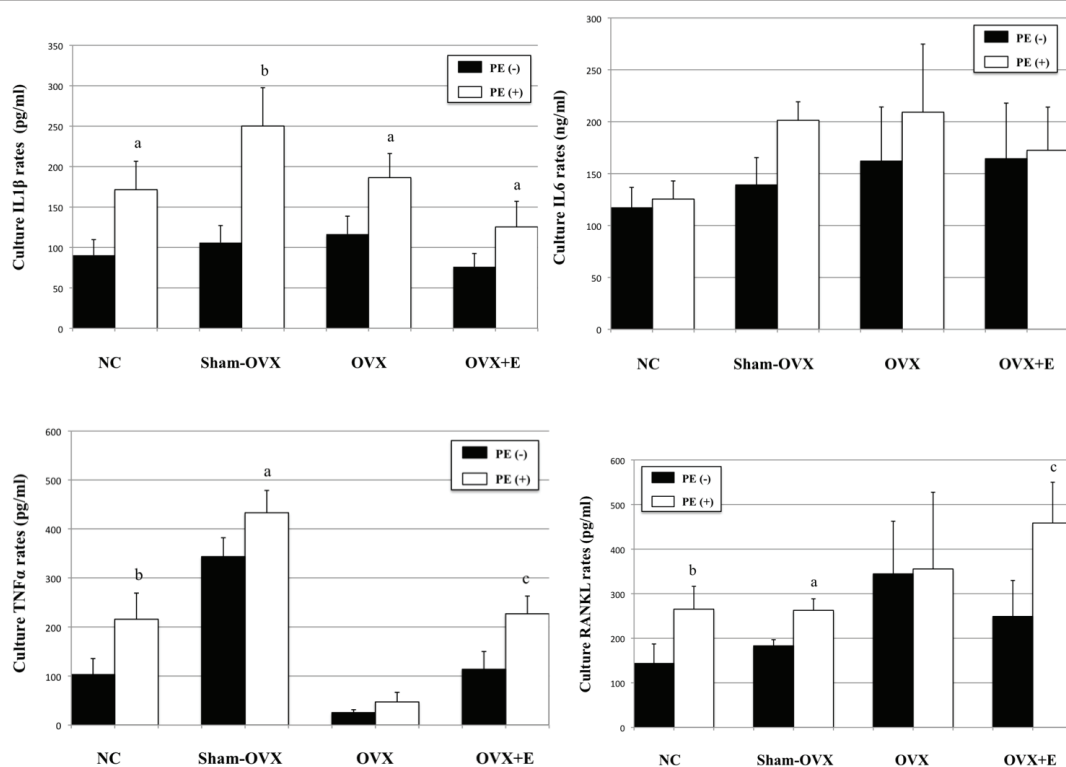 Culture IL1β rates (pg/ml)
350
300
250
200
150
100
50
0
PE (-)
PE (+)
a
b
a
a
NC Sham-OVX OVX OVX+E
Culture IL6 rates (ng/ml)
300
250
200
150
100
50
0
PE (-)
PE (+)
NC Sham-OVX OVX OVX+E
Culture TNFα rates (pg/ml)
600
500
400
300
200
100
0
PE (-)
PE (+)
b
a
c
NC Sham-OVX OVX OVX+E
Culture RANKL rates (pg/ml)
600
500
400
300
200
100
0
PE (-)
PE (+)
b
a
c
NC Sham-OVX OVX OVX+E